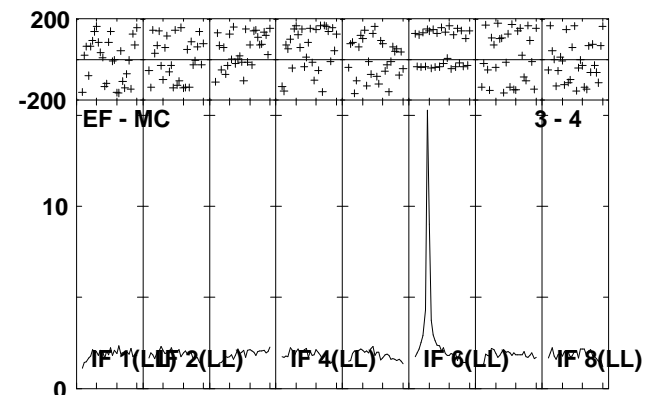 200
-200
EF - MC 3 - 4
10
IF 1(LL) IF 2(LL) IF 4(LL) IF 6(LL) IF 8(LL)
0